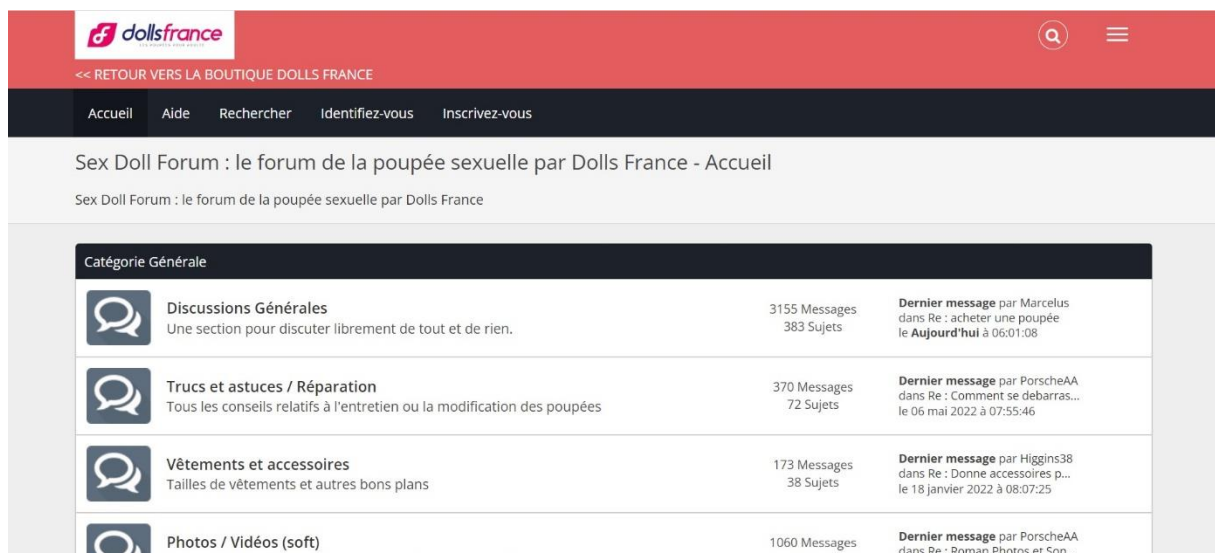 dollsfrance
<< RETOUR VERS LA BOUTIQUE DOLLS FRANCE
Accueil Aide Rechercher Identifiez-vous Inscrivez-vous
Sex Doll Forum : le forum de la poupée sexuelle par Dolls France - Accueil
Sex Doll Forum : le forum de la poupée sexuelle par Dolls France
Catégorie Générale
Discussions Générales
Une section pour discuter librement de tout et de rien.
3155 Messages
383 Sujets
Dernier message par Marcelus
dans Re : acheter une poupée
le Aujourd'hui à 06:01:08
Trucs et astuces / Réparation
Tous les conseils relatifs à l'entretien ou la modification des poupées
370 Messages
72 Sujets
Dernier message par PorscheAA
dans Re : Comment se debarras...
le 06 mai 2022 à 07:55:46
Vêtements et accessoires
Tailles de vêtements et autres bons plans
173 Messages
38 Sujets
Dernier message par Higgins38
dans Re : Donne accessoires p...
le 18 janvier 2022 à 08:07:25
Photos / Vidéos (soft)
1060 Messages
Dernier message par PorscheAA
dans Re : Roman Photos et Son